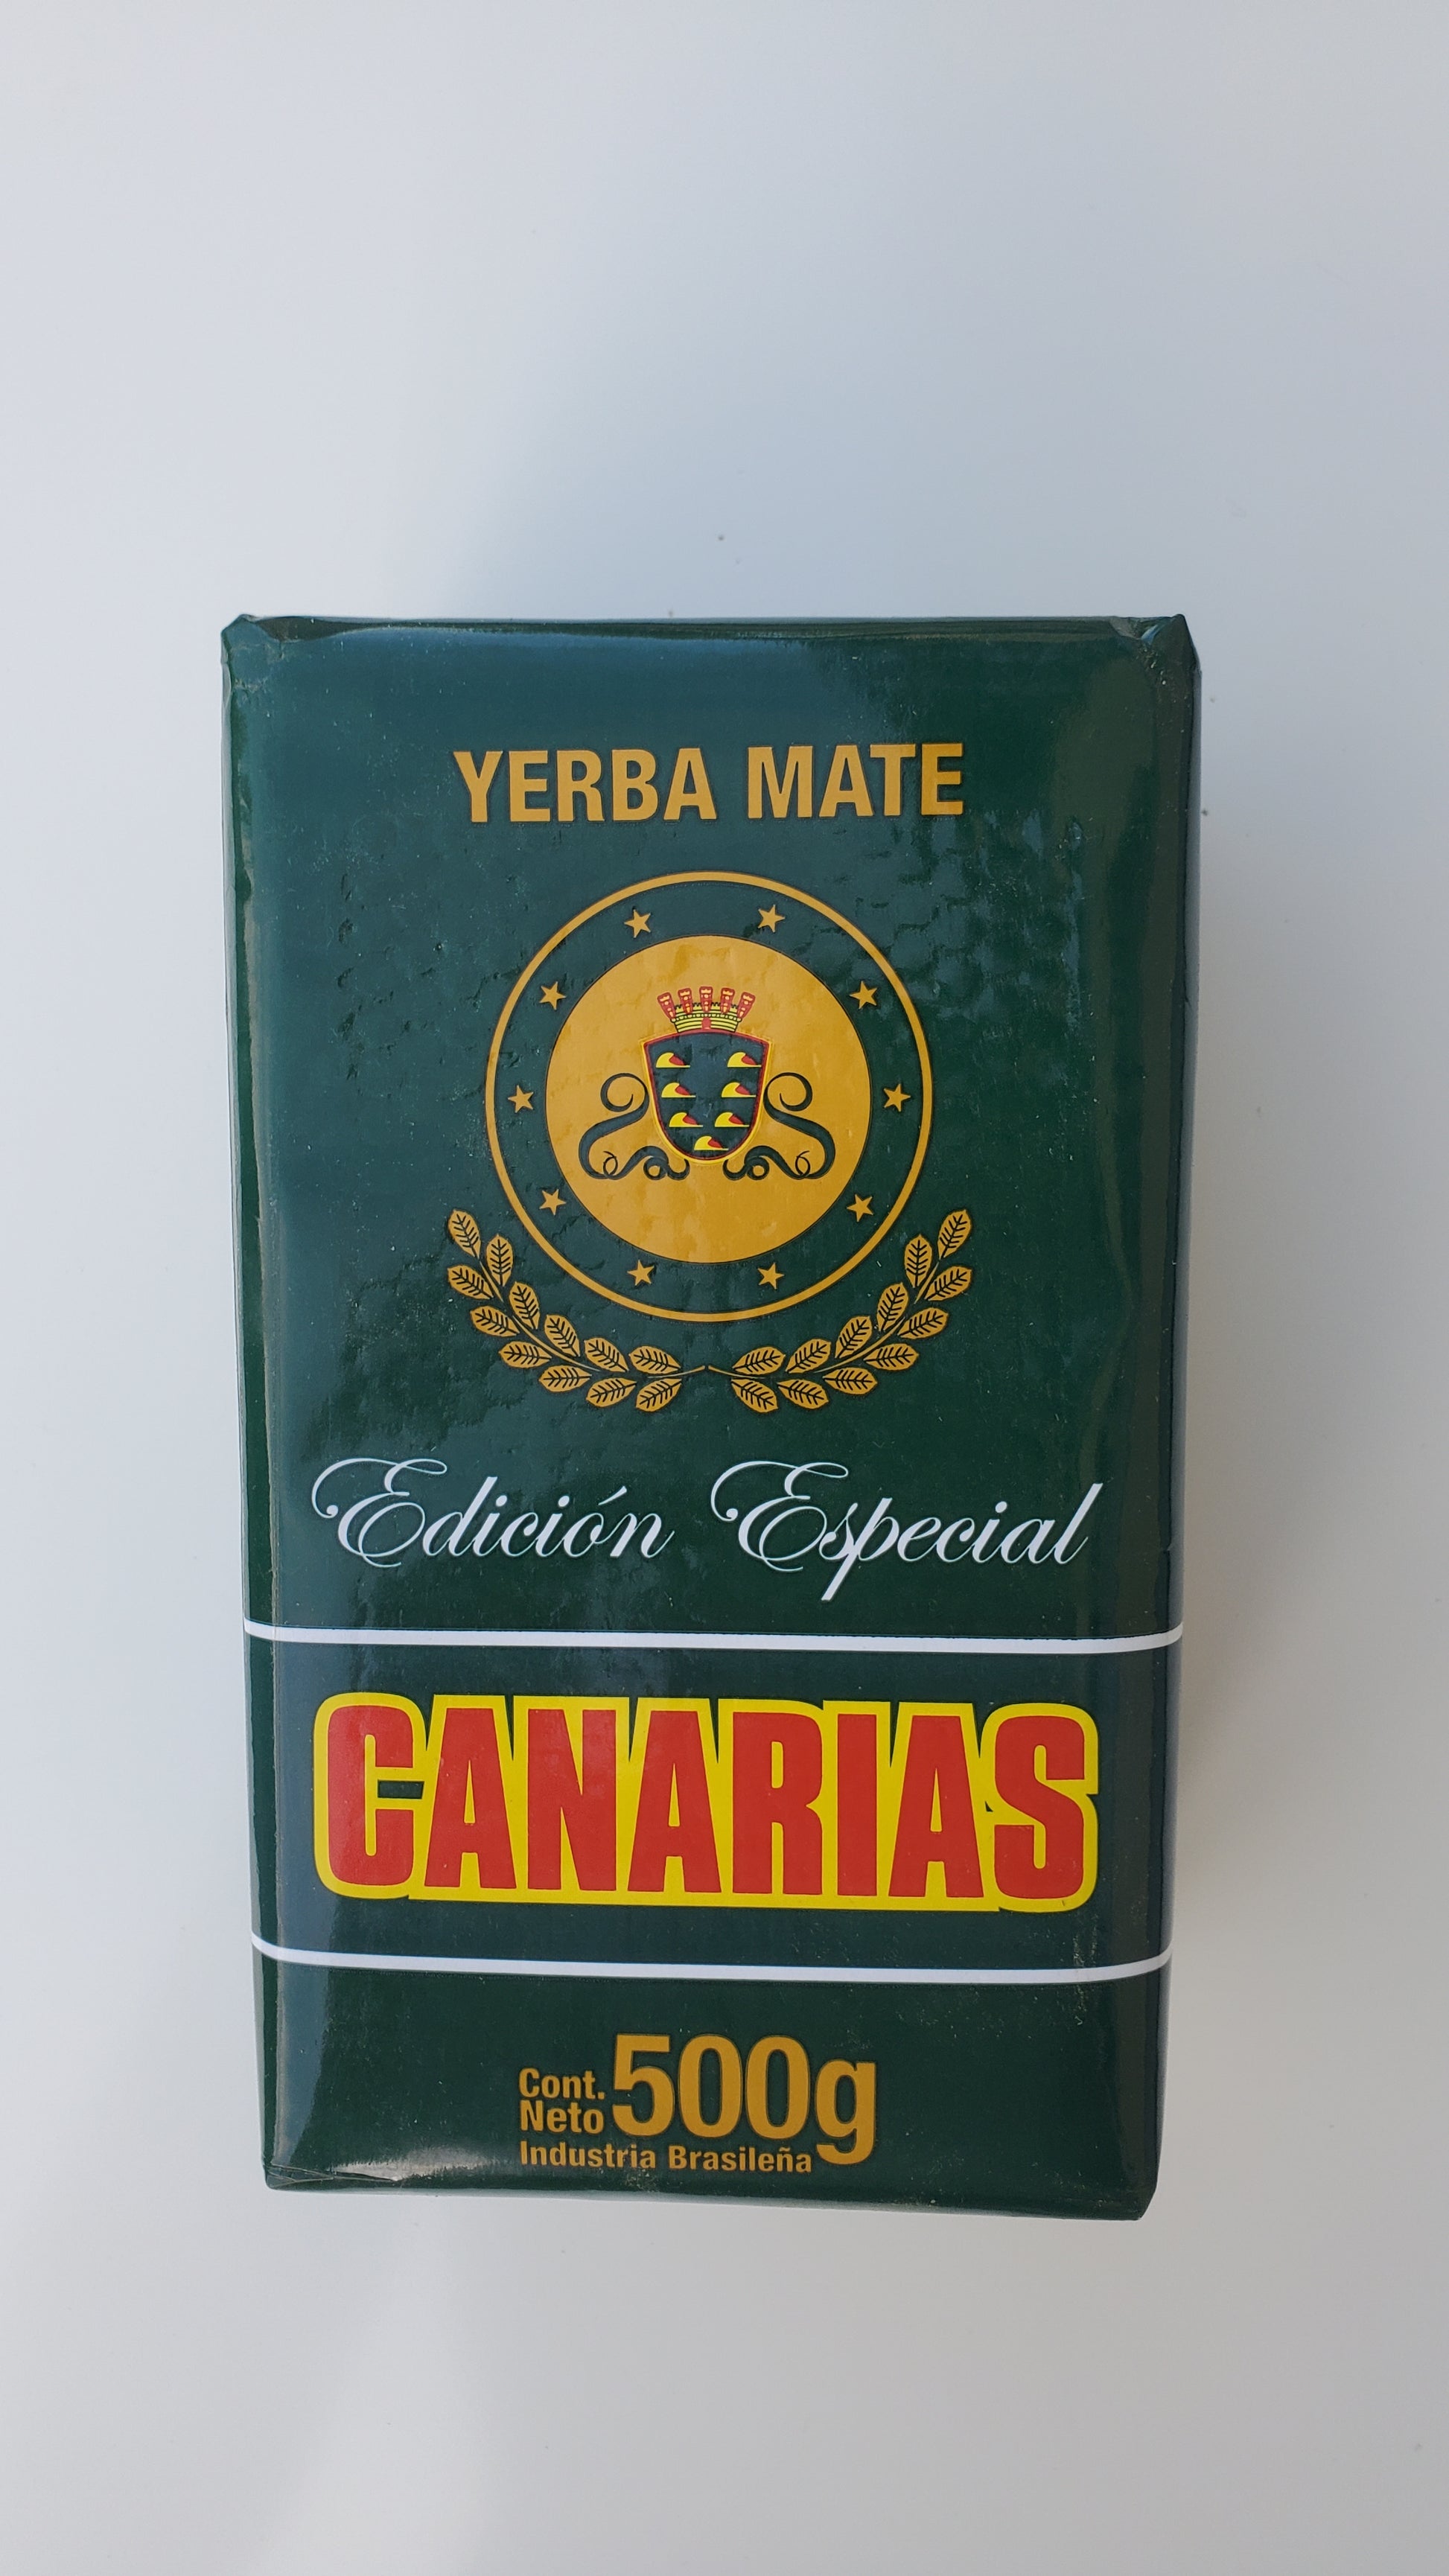 YERBA MATE
Edición Especial
CANARIAS
Cont.
Neto 500g
Industria Brasileña